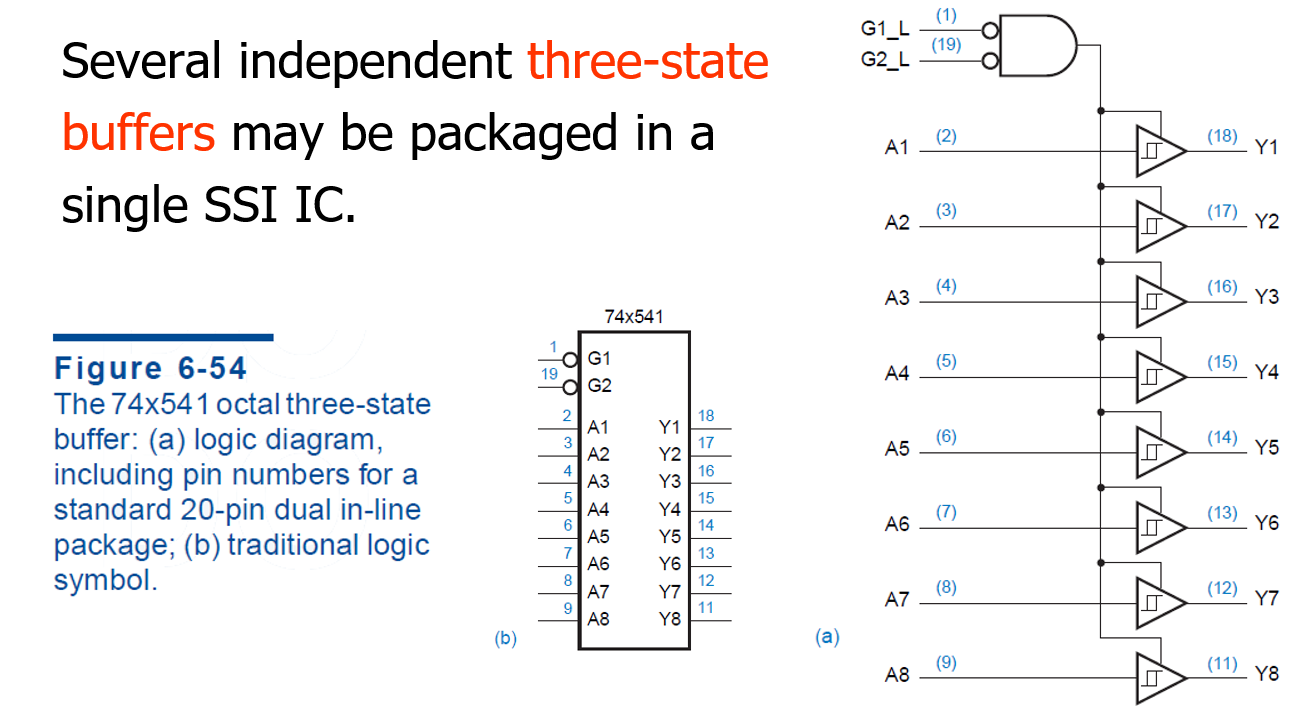 Several independent three-state
buffers may be packaged in a
single SSI IC.
Figure 6-54
The 74x541 octal three-state
buffer: (a) logic diagram,
including pin numbers for a
standard 20-pin dual in-line
package; (b) traditional logic
symbol.
74x541
1 G1
19 G2
2 A1 Y1 18
3 A2 Y2 17
4 A3 Y3 16
5 A4 Y4 15
6 A5 Y5 14
7 A6 Y6 13
8 A7 Y7 12
9 A8 Y8 11
(b)
G1_L (1)
G2_L (19)
A1 (2) (18) Y1
A2 (3) (17) Y2
A3 (4) (16) Y3
A4 (5) (15) Y4
A5 (6) (14) Y5
A6 (7) (13) Y6
A7 (8) (12) Y7
A8 (9) (11) Y8
(a)